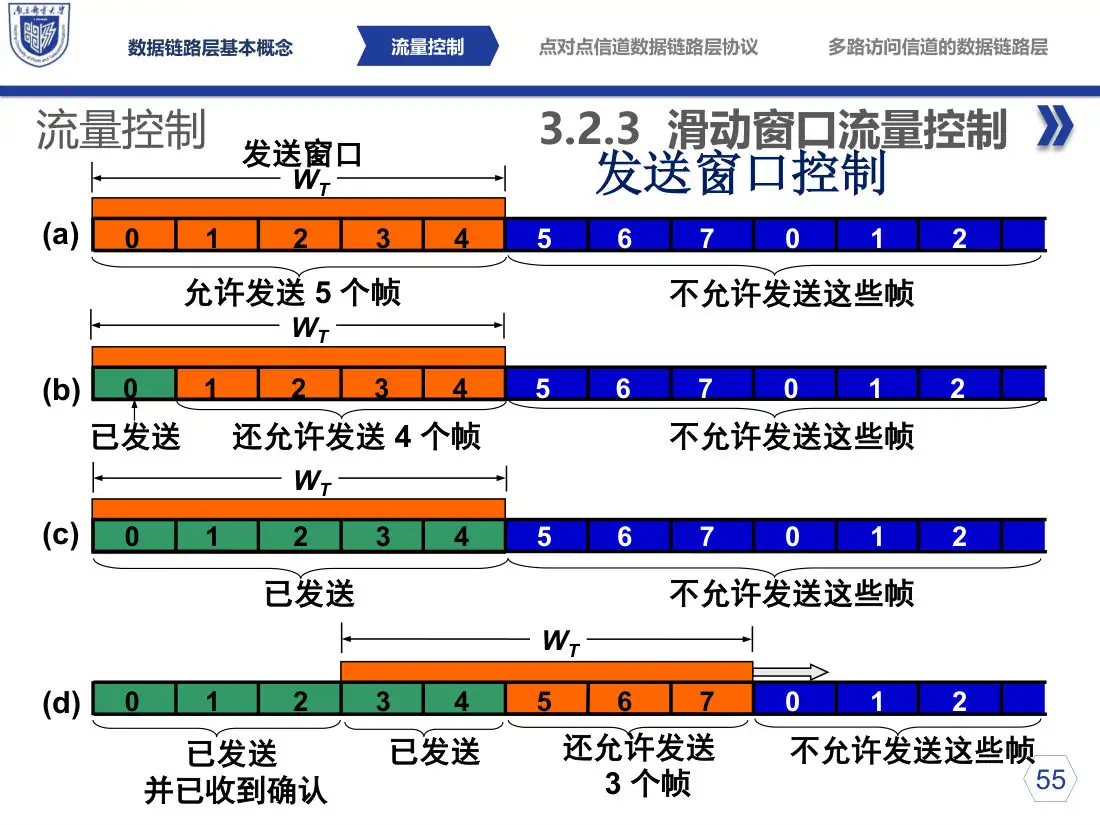 数据链路层基本概念 流量控制 点对点信道数据链路层协议 多路访问信道的数据链路层
流量控制 3.2.3 滑动窗口流量控制
发送窗口 发送窗口控制
WT
(a) 0 1 2 3 4 5 6 7 0 1 2
允许发送 5 个帧 不允许发送这些帧
WT
(b) 0 1 2 3 4 5 6 7 0 1 2
已发送 还允许发送 4 个帧 不允许发送这些帧
WT
(c) 0 1 2 3 4 5 6 7 0 1 2
已发送 不允许发送这些帧
WT
(d) 0 1 2 3 4 5 6 7 0 1 2
已发送 已发送 还允许发送 不允许发送这些帧
并已收到确认 3 个帧
55